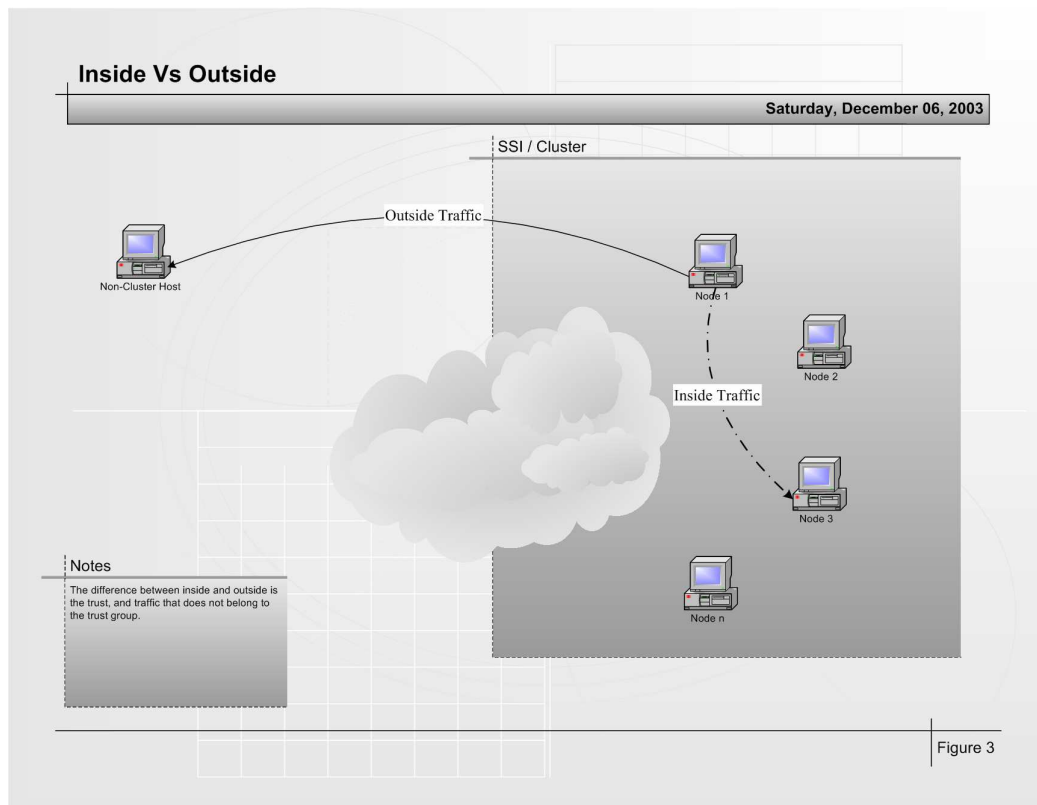 Inside Vs Outside
Saturday, December 06, 2003
SSI / Cluster
Outside Traffic
Non-Cluster Host
Node 1
Node 2
Inside Traffic
Node 3
Node n
Notes
The difference between inside and outside is
the trust, and traffic that does not belong to
the trust group.
Figure 3